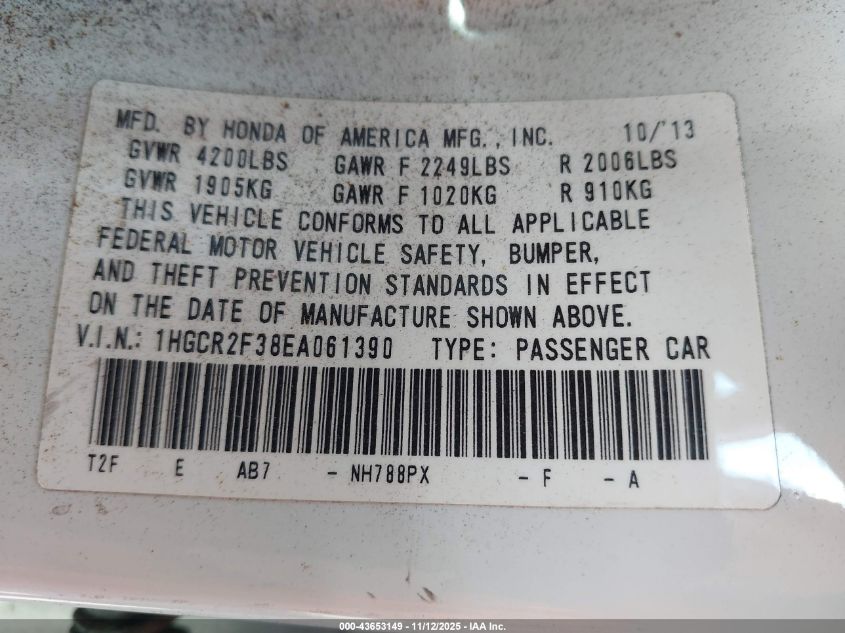 MFD. BY HONDA OF AMERICA MFG., INC. 10/'13
GVWR 4200LBS GAWR F 2249LBS R 2006LBS
GVWR 1905KG GAWR F 1020KG R 910KG
THIS VEHICLE CONFORMS TO ALL APPLICABLE
FEDERAL MOTOR VEHICLE SAFETY, BUMPER,
AND THEFT PREVENTION STANDARDS IN EFFECT
ON THE DATE OF MANUFACTURE SHOWN ABOVE.
V.I.N.: 1HGCR2F38EA061390 TYPE: PASSENGER CAR
T2F E AB7 - NH788PX - F - A
000-43653149 - 11/12/2025 - IAA Inc.